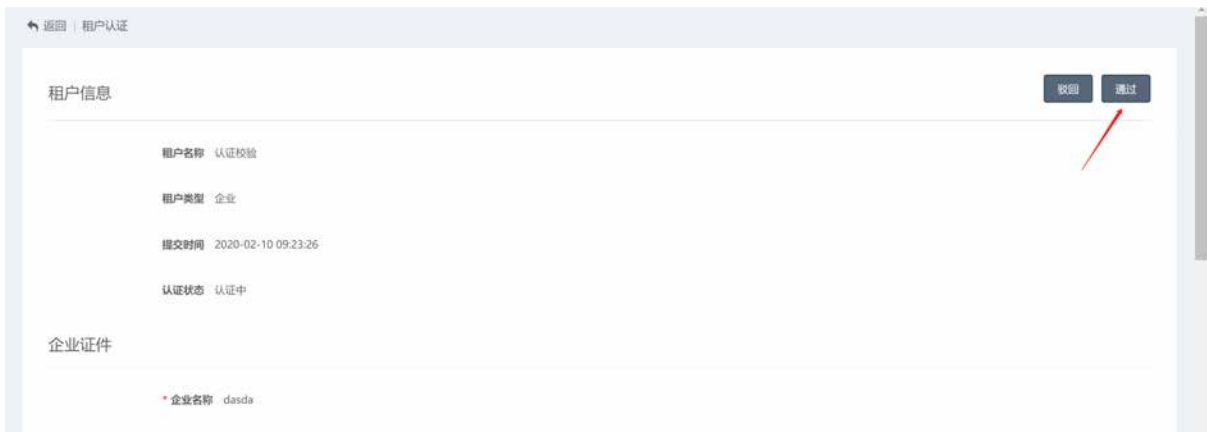 返回 | 租户认证
租户信息
驳回 通过
租户名称 认证校验
租户类型 企业
提交时间 2020-02-10 09:23:26
认证状态 认证中
企业证件
* 企业名称 dasda